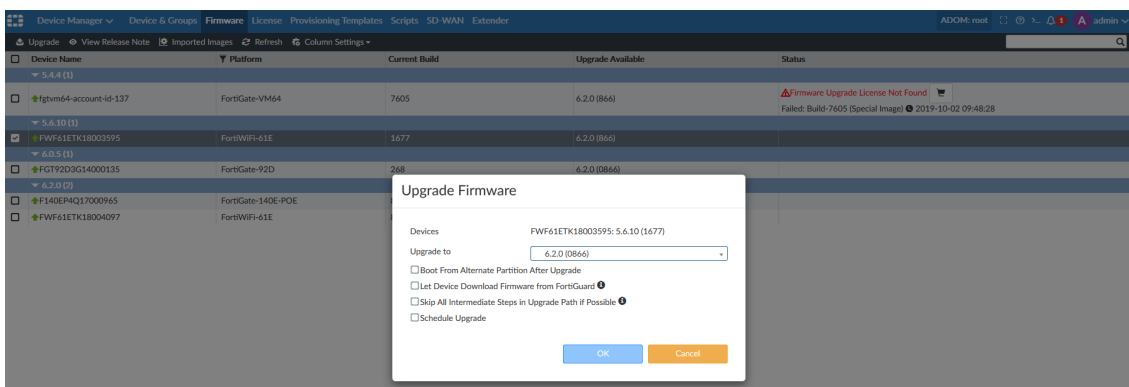 Device Manager Device & Groups Firmware License Provisioning Templates Scripts SD-WAN Extender ADOM: root 1 A admin
Upgrade View Release Note Imported Images Refresh Column Settings
Device Name Platform Current Build Upgrade Available Status
5.4.4 (1)
fgtvm64-account-id-137 FortiGate-VM64 7605 6.2.0 (866) Firmware Upgrade License Not Found
Failed: Build-7605 (Special Image) 2019-10-02 09:48:28
5.6.10 (1)
FWF61ETK18003595 FortiWiFi-61E 1677 6.2.0 (866)
6.0.5 (1)
FGT92D3G14000135 FortiGate-92D 268 6.2.0 (0866)
6.2.0 (2)
F140EP4Q17000965 FortiGate-140E-POE
FWF61ETK18004097 FortiWiFi-61E
Upgrade Firmware
Devices FWF61ETK18003595: 5.6.10 (1677)
Upgrade to 6.2.0 (0866)
Boot From Alternate Partition After Upgrade
Let Device Download Firmware from FortiGuard
Skip All Intermediate Steps in Upgrade Path if Possible
Schedule Upgrade
OK Cancel